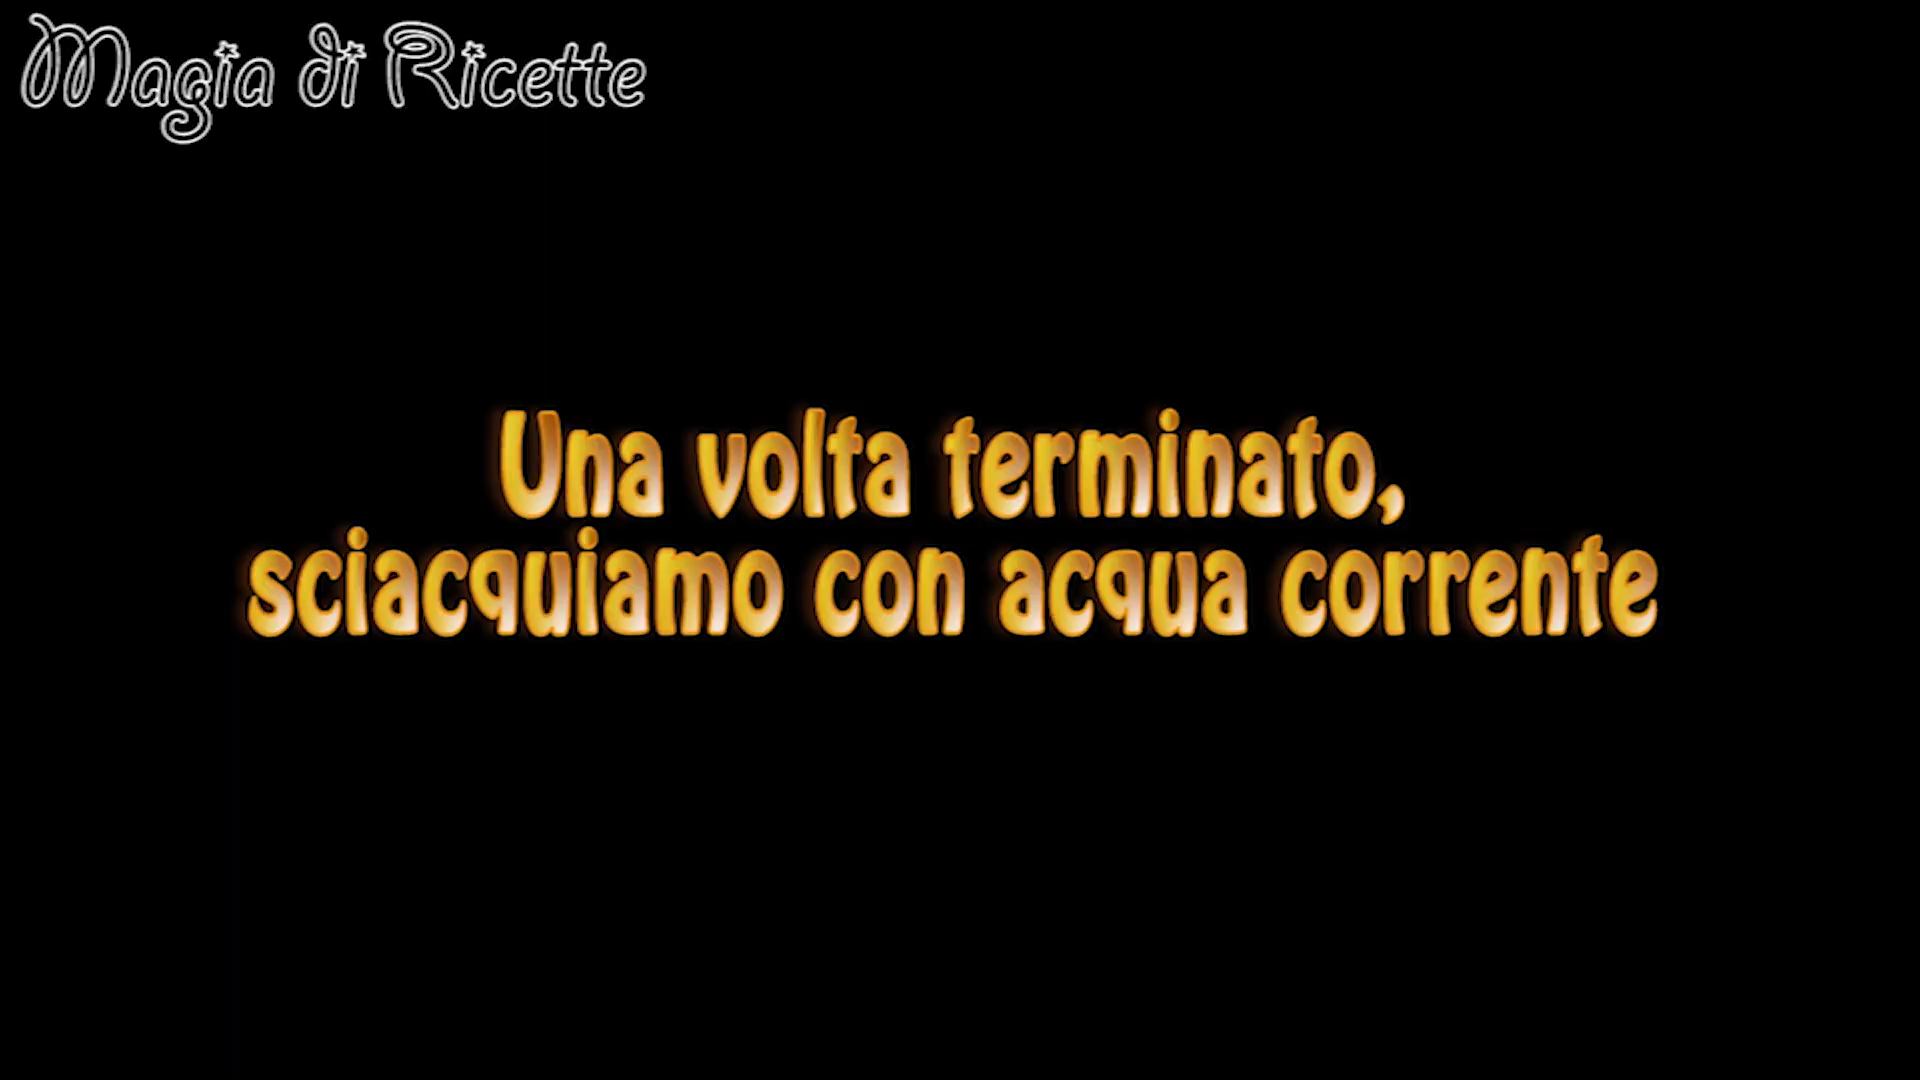 Magia di Ricette
Una volta terminato,
sciacquiamo con acqua corrente